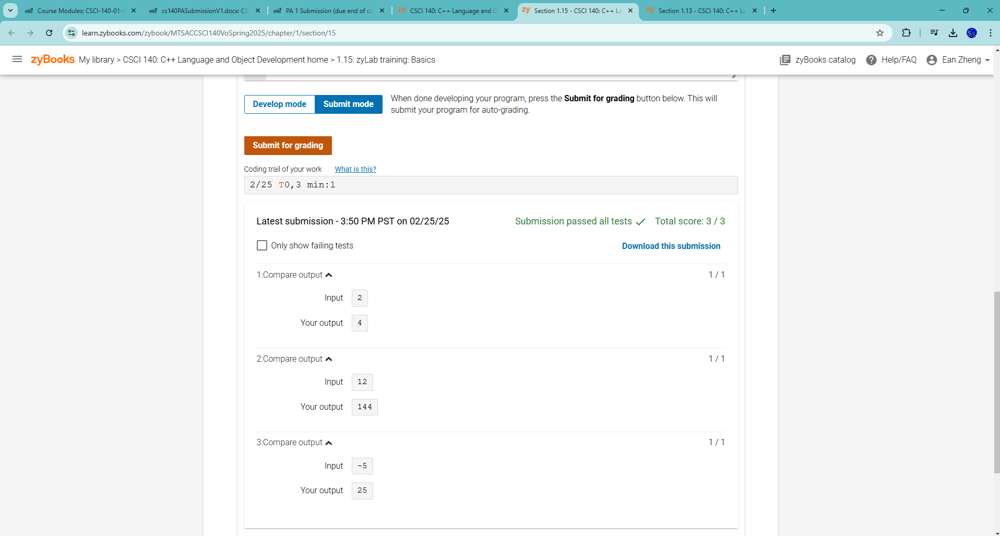 Course Modules: CSCI-140-01-
cs140PASubmissionV1.docx: CS
PA 1 Submission (due end of cla
zy CSCI 140: C++ Language and O
zy Section 1.15 - CSCI 140: C++ La
zy Section 1.13 - CSCI 140: C++ La
learn.zybooks.com/zybook/MTSACCSCI140VoSpring2025/chapter/1/section/15
zyBooks My library > CSCI 140: C++ Language and Object Development home > 1.15: zyLab training: Basics
zyBooks catalog
Help/FAQ
Ean Zheng
Develop mode
Submit mode
When done developing your program, press the Submit for grading button below. This will
submit your program for auto-grading.
Submit for grading
Coding trail of your work What is this?
2/25 T0,3 min:1
Latest submission - 3:50 PM PST on 02/25/25
Submission passed all tests Total score: 3 / 3
Only show failing tests
Download this submission
1:Compare output 1 / 1
Input 2
Your output 4
2:Compare output 1 / 1
Input 12
Your output 144
3:Compare output 1 / 1
Input -5
Your output 25